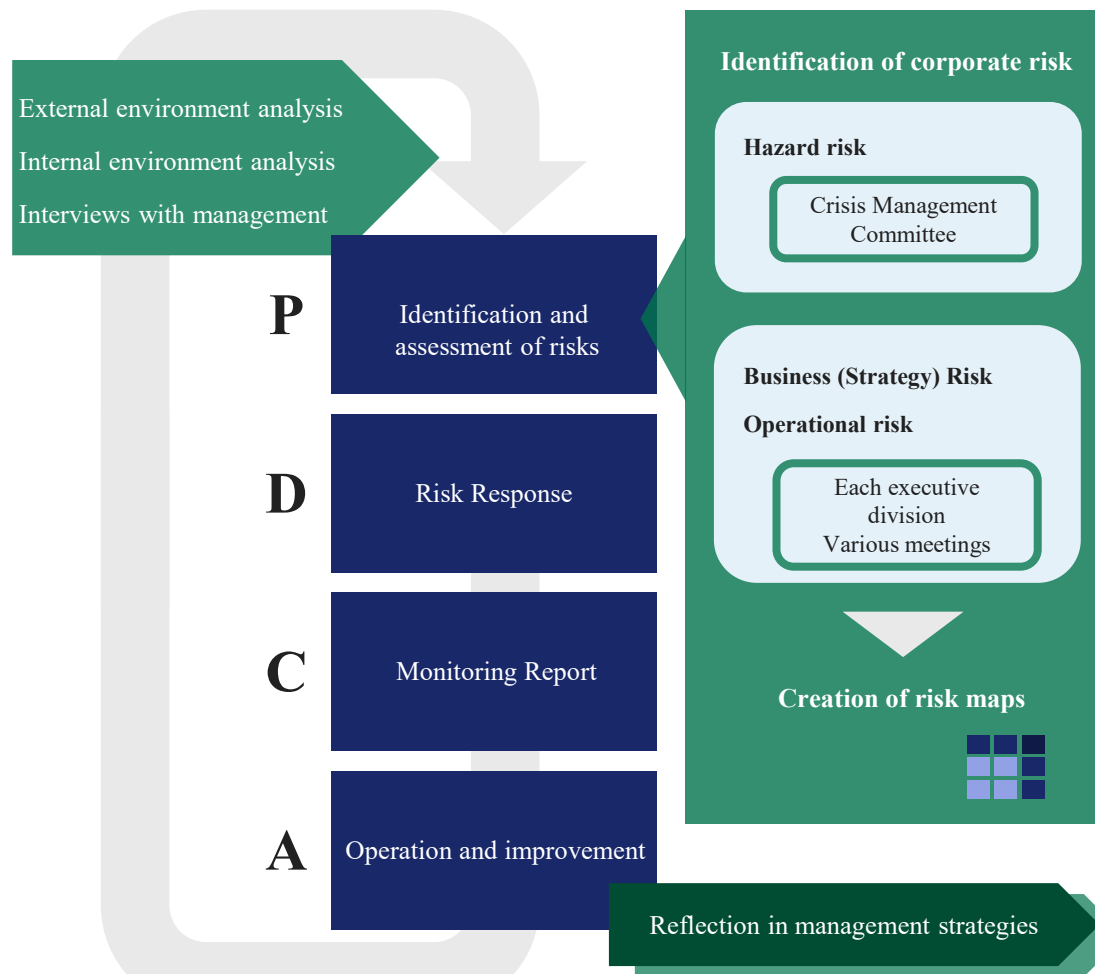 External environment analysis
Internal environment analysis
Interviews with management
P
Identification and
assessment of risks
D
Risk Response
C
Monitoring Report
A
Operation and improvement
Reflection in management strategies
Identification of corporate risk
Hazard risk
Crisis Management
Committee
Business (Strategy) Risk
Operational risk
Each executive
division
Various meetings
Creation of risk maps